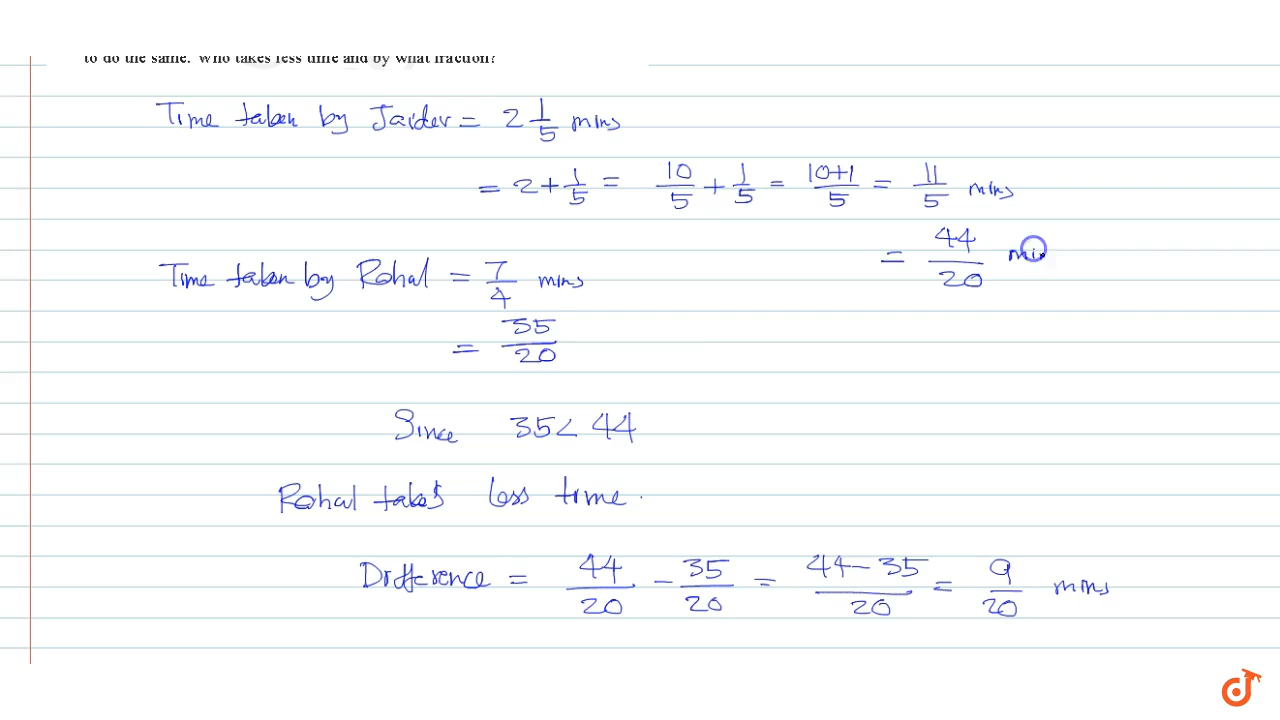 to do the same. Who takes less time and by what fraction?
Time taken by Jaidev = 2 1/5 mins
= 2 + 1/5 = 10/5 + 1/5 = 10+1/5 = 11/5 mins
= 44/20 min
Time taken by Rahul = 7/4 mins
= 35/20
Since 35 < 44
Rahul takes less time.
Difference = 44/20 - 35/20 = 44-35/20 = 9/20 mins